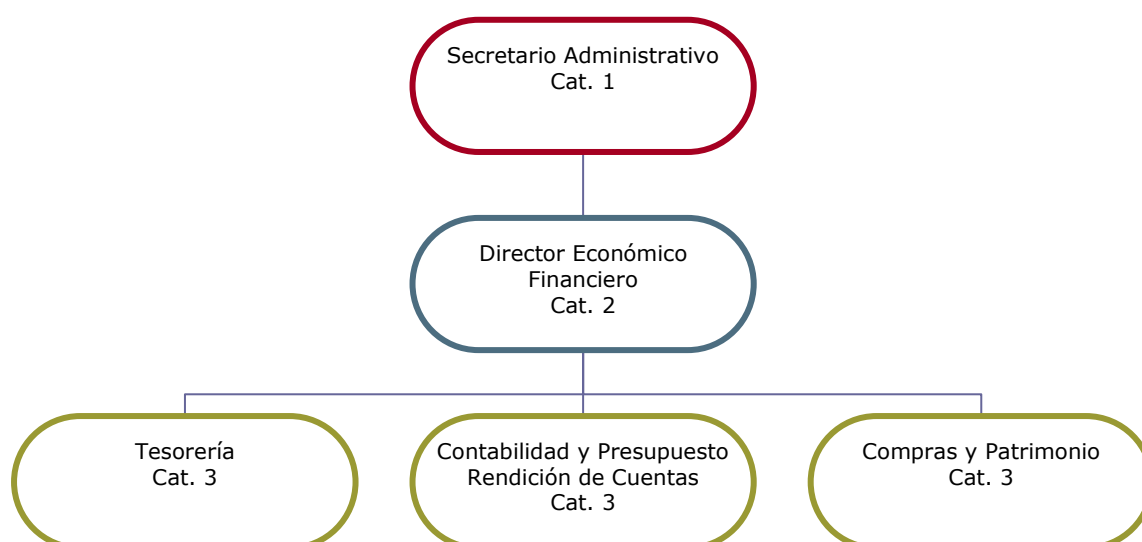 Secretario Administrativo
Cat. 1
Director Económico
Financiero
Cat. 2
Tesorería
Cat. 3
Contabilidad y Presupuesto
Rendición de Cuentas
Cat. 3
Compras y Patrimonio
Cat. 3